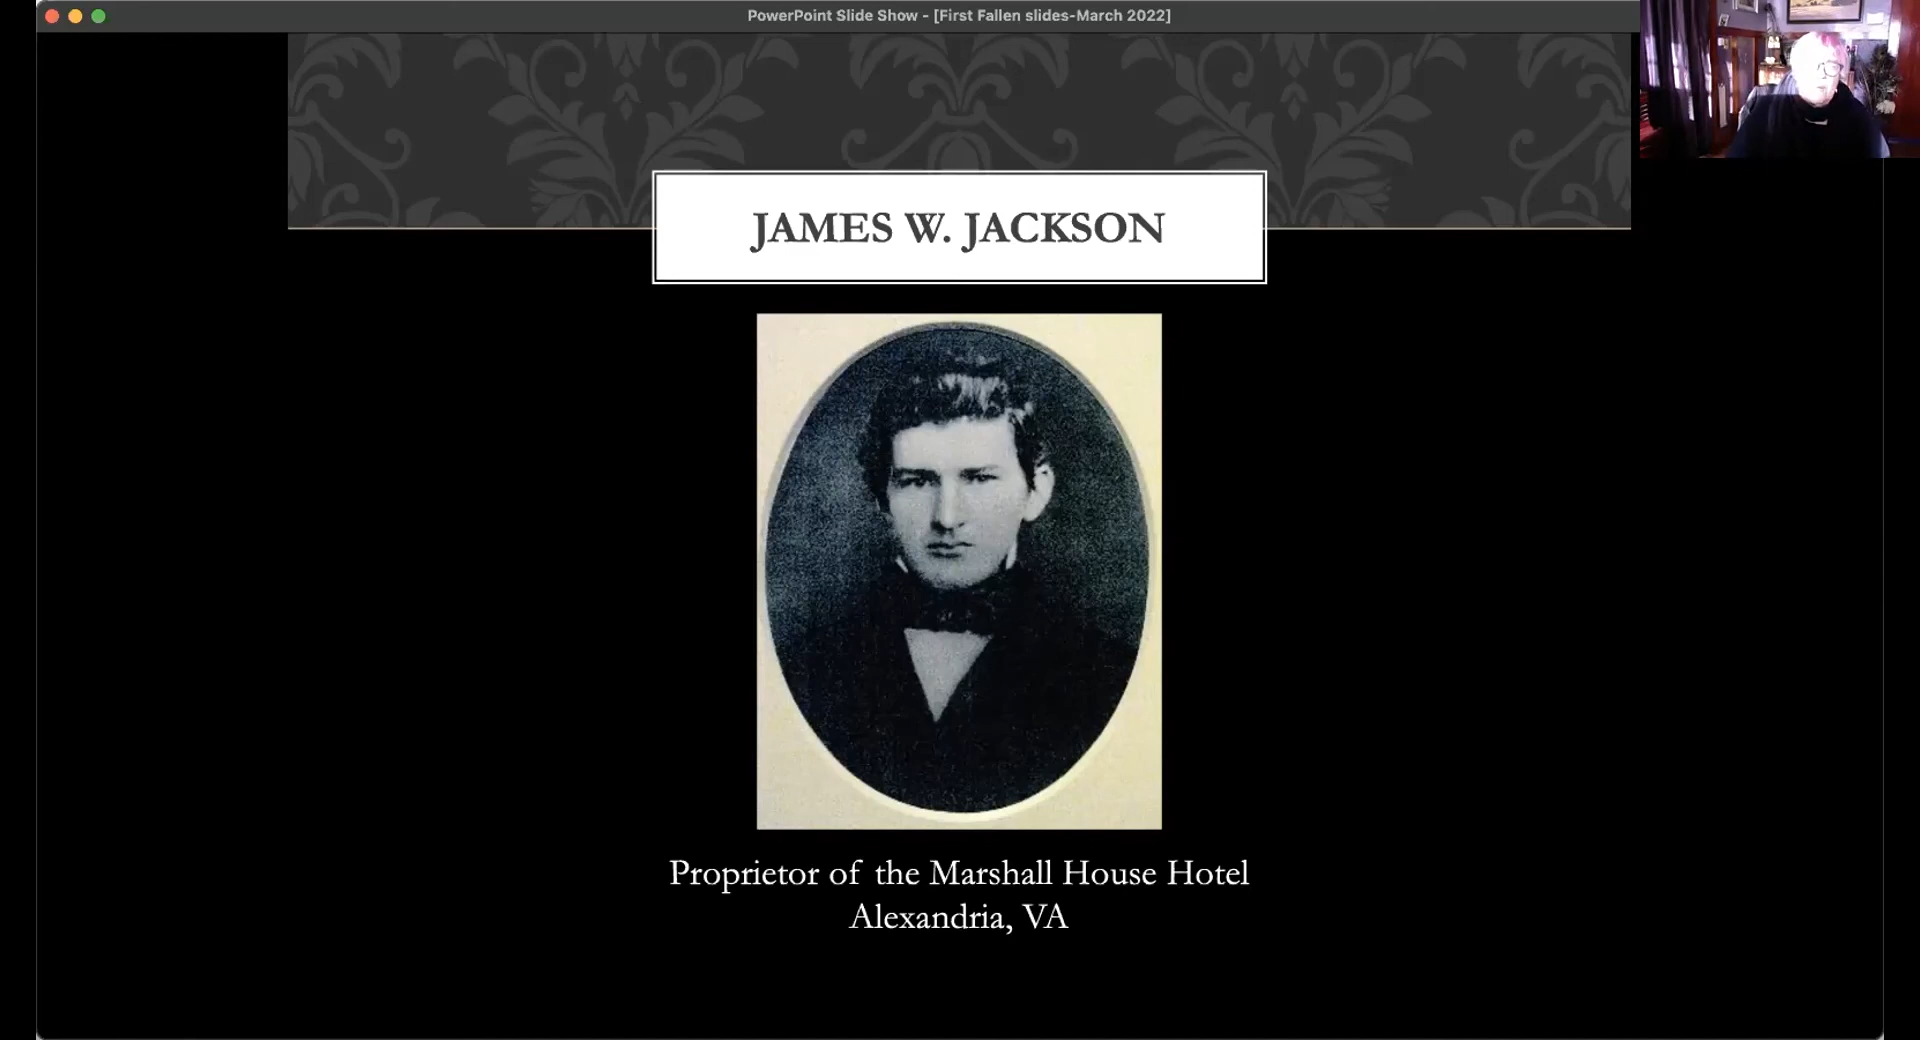 PowerPoint Slide Show - [First Fallen slides-March 2022]
JAMES W. JACKSON
Proprietor of the Marshall House Hotel
Alexandria, VA